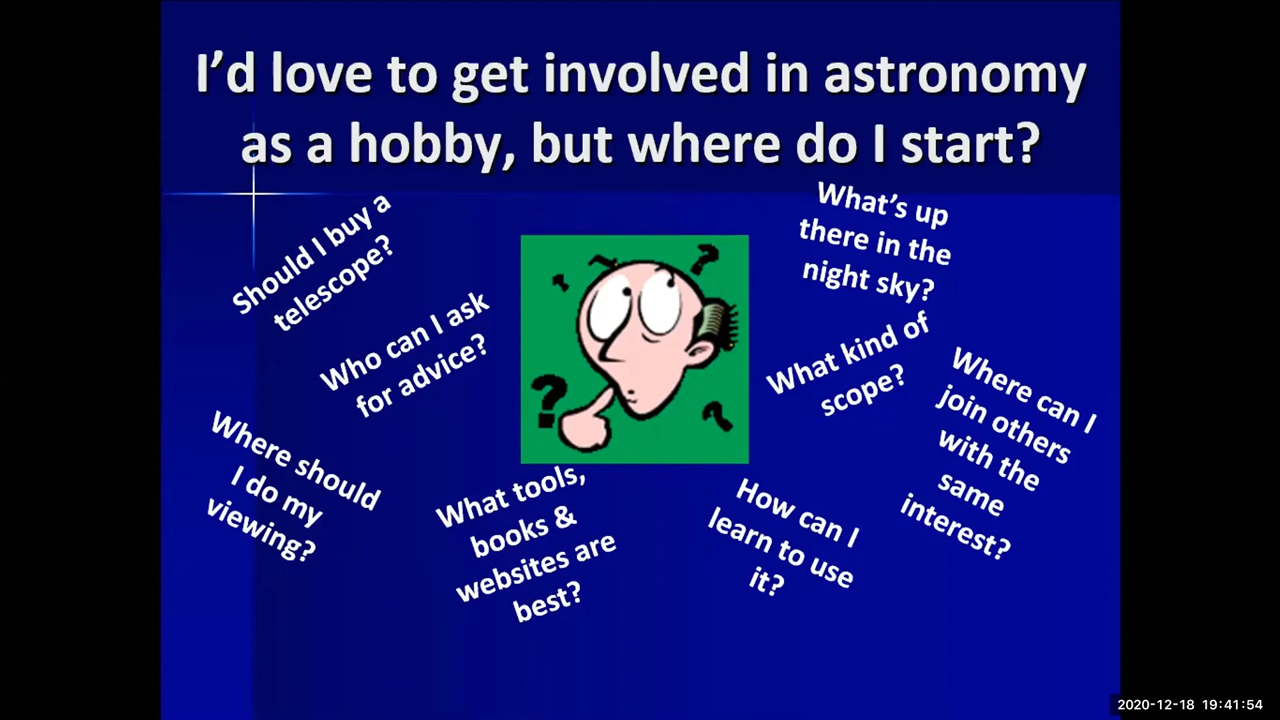 I’d love to get involved in astronomy
as a hobby, but where do I start?
Should I buy a
telescope?
Who can I ask
for advice?
Where should
I do my
viewing?
What tools,
books &
websites are
best?
What’s up
there in the
night sky?
What kind of
scope?
Where can I
join others
with the
same
interest?
How can I
learn to use
it?
?
?
?
?
2020-12-18 19:41:54